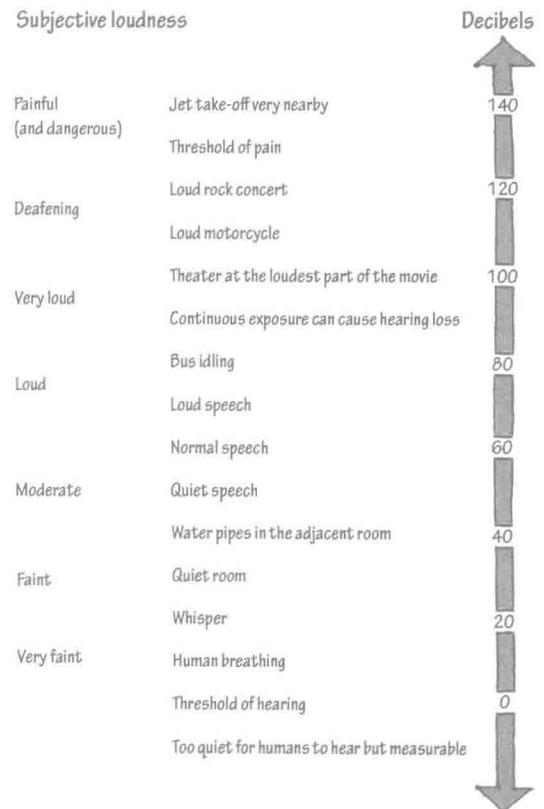 Subjective loudness Decibels
Painful Jet take-off very nearby 140
(and dangerous)
Threshold of pain
Loud rock concert 120
Deafening
Loud motorcycle
Theater at the loudest part of the movie 100
Very loud
Continuous exposure can cause hearing loss
Bus idling 80
Loud
Loud speech
Normal speech 60
Moderate Quiet speech
Water pipes in the adjacent room 40
Faint Quiet room
Whisper 20
Very faint Human breathing
Threshold of hearing 0
Too quiet for humans to hear but measurable